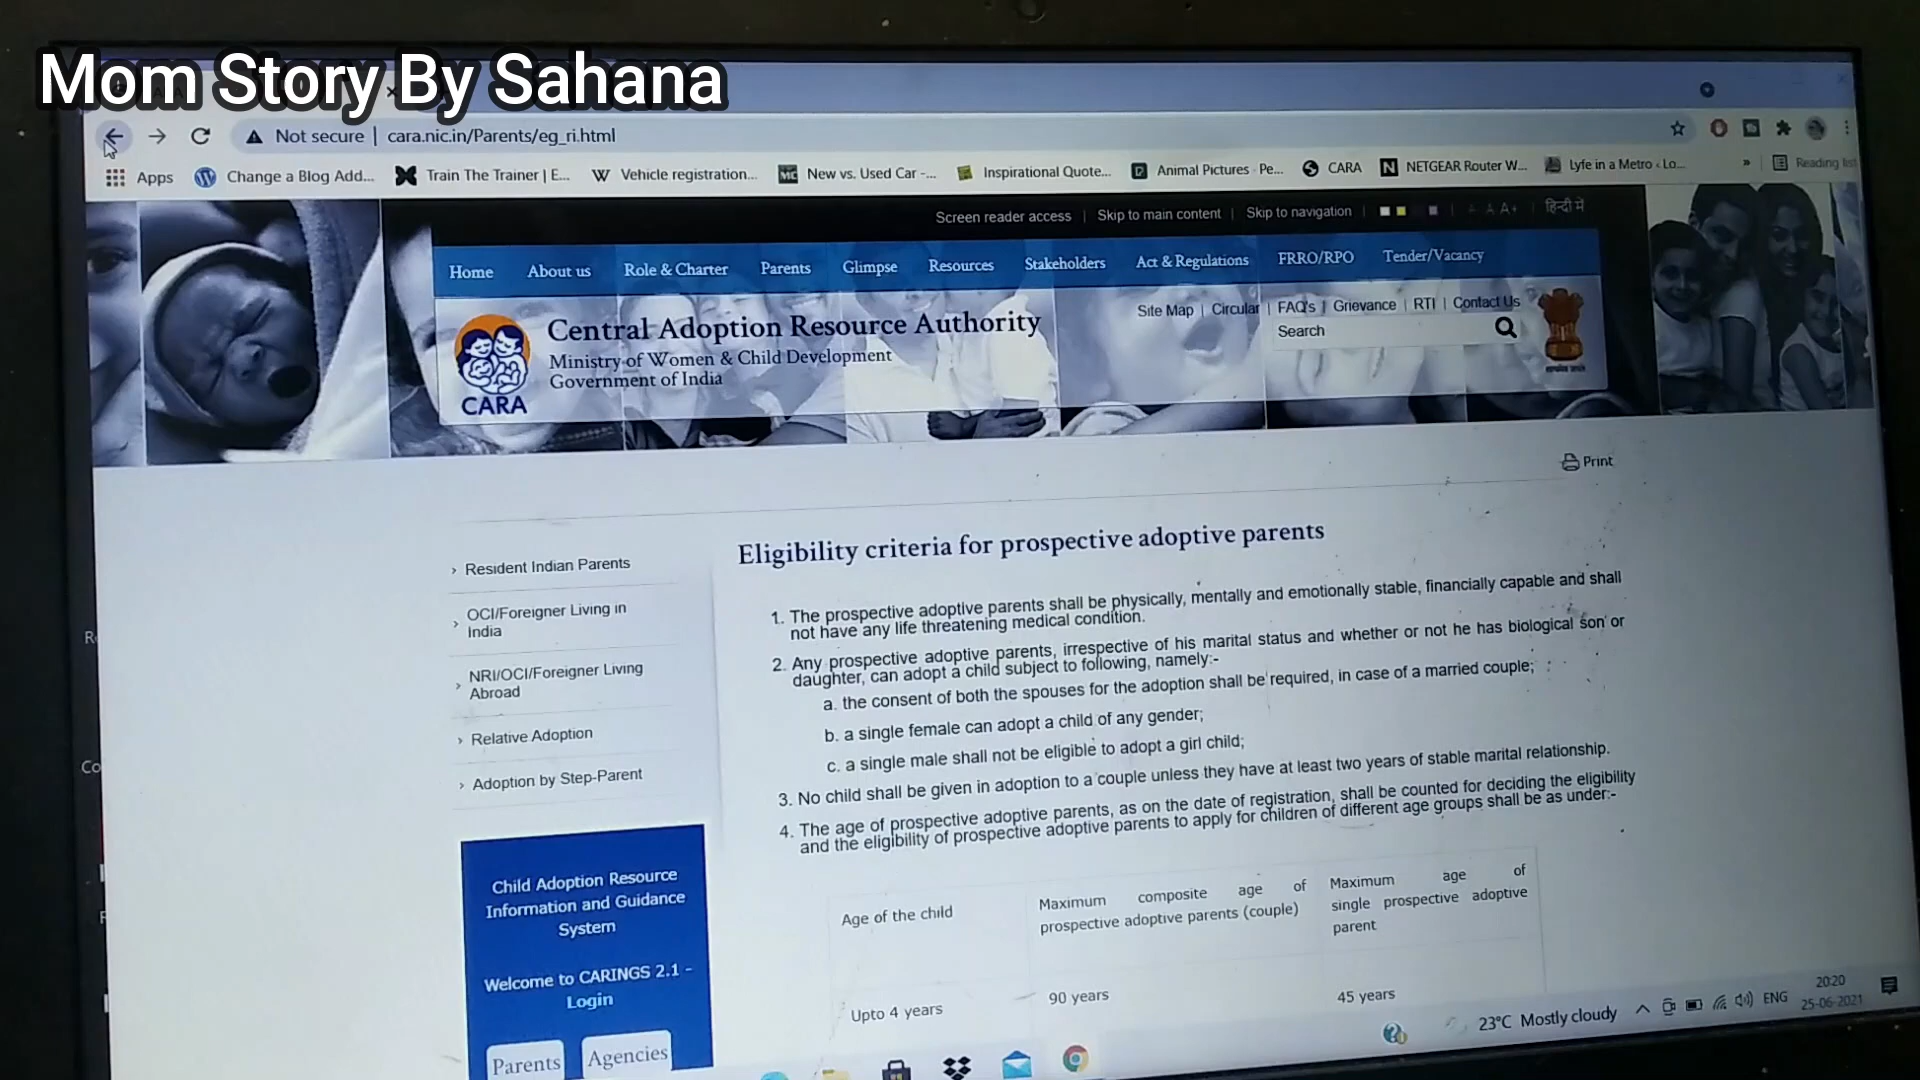 Mom Story By Sahana
Not secure | cara.nic.in/Parents/eg_ri.html
Apps Change a Blog Add... Train The Trainer | E... Vehicle registration... New vs. Used Car -... Inspirational Quote... Animal Pictures · Pe... CARA NETGEAR Router W... Lyfe in a Metro ‹ Lo... » Reading list
Screen reader access | Skip to main content | Skip to navigation | A A A+ | हिन्दी में
Home About us Role & Charter Parents Glimpse Resources Stakeholders Act & Regulations FRRO/RPO Tender/Vacancy
Site Map | Circular | FAQ's | Grievance | RTI | Contact Us
Search
Central Adoption Resource Authority
Ministry of Women & Child Development
Government of India
CARA
Print
› Resident Indian Parents
› OCI/Foreigner Living in
India
› NRI/OCI/Foreigner Living
Abroad
› Relative Adoption
› Adoption by Step-Parent
Child Adoption Resource
Information and Guidance
System
Welcome to CARINGS 2.1 -
Login
Parents Agencies
Eligibility criteria for prospective adoptive parents
1. The prospective adoptive parents shall be physically, mentally and emotionally stable, financially capable and shall
not have any life threatening medical condition.
2. Any prospective adoptive parents, irrespective of his marital status and whether or not he has biological son or
daughter, can adopt a child subject to following, namely:-
a. the consent of both the spouses for the adoption shall be required, in case of a married couple;
b. a single female can adopt a child of any gender;
c. a single male shall not be eligible to adopt a girl child;
3. No child shall be given in adoption to a couple unless they have at least two years of stable marital relationship.
4. The age of prospective adoptive parents, as on the date of registration, shall be counted for deciding the eligibility
and the eligibility of prospective adoptive parents to apply for children of different age groups shall be as under:-
Age of the child
Maximum composite age of
prospective adoptive parents (couple)
Maximum age of
single prospective adoptive
parent
Upto 4 years 90 years 45 years
23°C Mostly cloudy ENG
20:20
25-06-2021